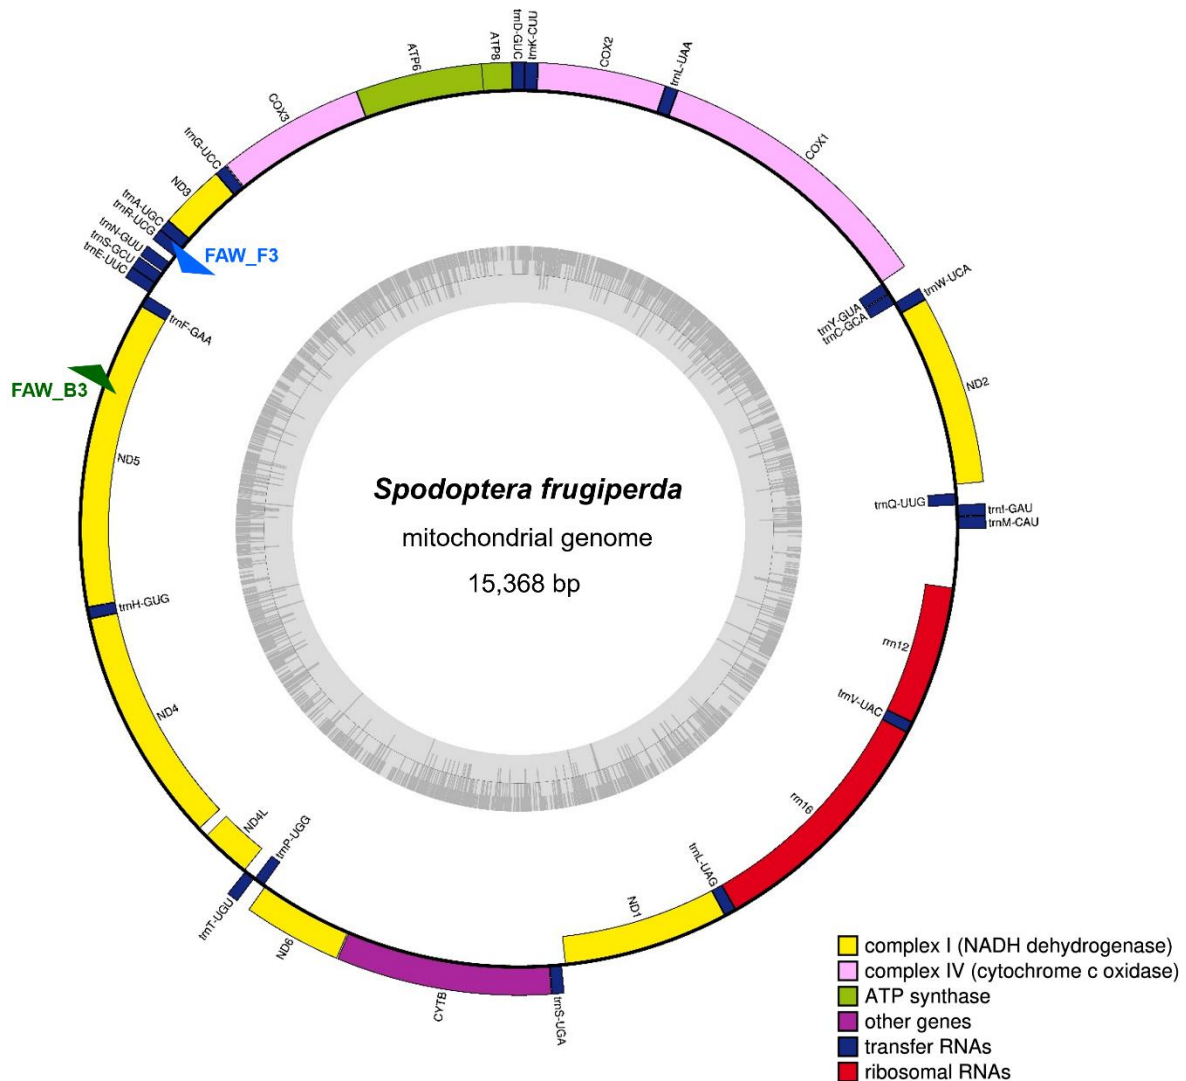 trnD-GUC
trnK-CUU
ATP8
ATP6
COX2
trnL-UAA
COX3
COX1
trnG-UCC
ND3
trnA-UGC
trnR-UCG
trnN-GUU
trnS-GCU
trnE-UUC
FAW_F3
trnF-GAA
trnW-UCA
trnY-GUA
trnC-GCA
FAW_B3
ND2
ND5
Spodoptera frugiperda
mitochondrial genome
15,368 bp
trnQ-UUG
trnI-GAU
trnM-CAU
trnH-GUG
rrn12
trnV-UAC
ND4
rrn16
ND4L
trnP-UGG
trnL-UAG
trnT-UGU
ND1
ND6
CYTB
trnS-UGA
complex I (NADH dehydrogenase)
complex IV (cytochrome c oxidase)
ATP synthase
other genes
transfer RNAs
ribosomal RNAs